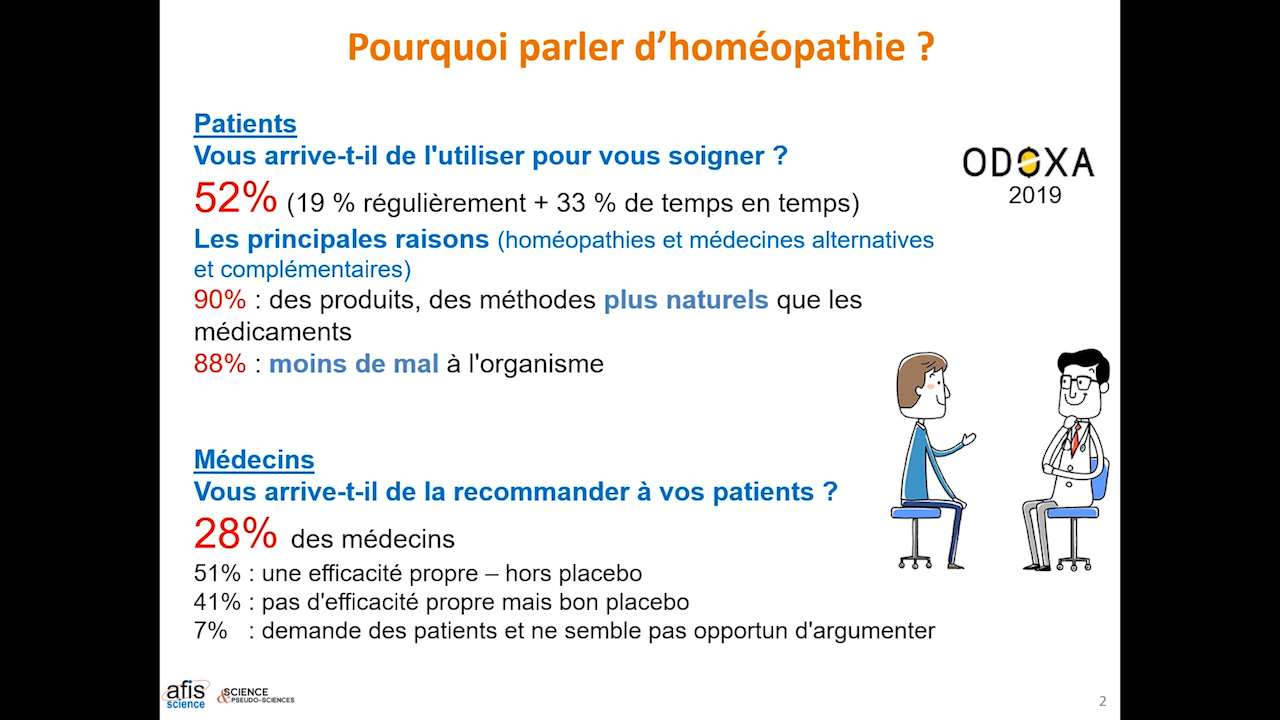 Pourquoi parler d’homéopathie ?
Patients
Vous arrive-t-il de l'utiliser pour vous soigner ?
52% (19 % régulièrement + 33 % de temps en temps)
Les principales raisons (homéopathies et médecines alternatives
et complémentaires)
90% : des produits, des méthodes plus naturels que les
médicaments
88% : moins de mal à l'organisme
ODOXA
2019
Médecins
Vous arrive-t-il de la recommander à vos patients ?
28% des médecins
51% : une efficacité propre – hors placebo
41% : pas d'efficacité propre mais bon placebo
7% : demande des patients et ne semble pas opportun d'argumenter
afis
science
SCIENCE
& PSEUDO-SCIENCES
2